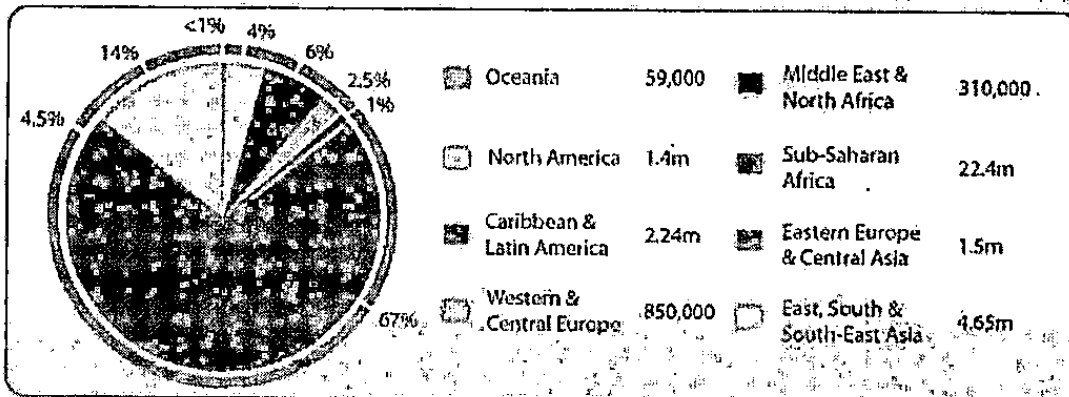 <1%
4%
14%
6%
2.5%
1%
4.5%
67%
Oceania 59,000
North America 1.4m
Caribbean &
Latin America 2.24m
Western &
Central Europe 850,000
Middle East &
North Africa 310,000
Sub-Saharan
Africa 22.4m
Eastern Europe
& Central Asia 1.5m
East, South &
South-East Asia 4.65m